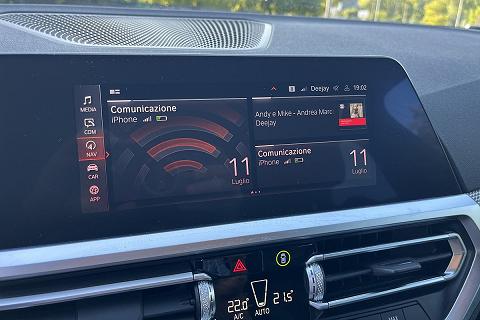 Deejay 19:02
MEDIA
COM
NAV
CAR
APP
Comunicazione
iPhone
11
Luglio
Andy e Mike - Andrea Marc
Deejay
Comunicazione
iPhone
11
Luglio
22.0°
A/C
AUTO
21.5°